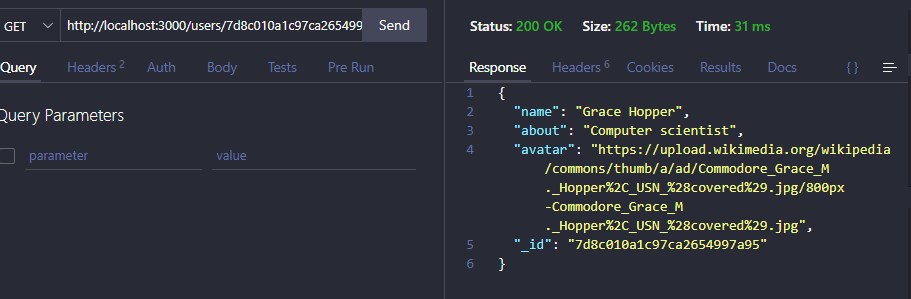 GET http://localhost:3000/users/7d8c010a1c97ca265499 Send
Query Headers 2 Auth Body Tests Pre Run
Query Parameters
parameter value
Status: 200 OK Size: 262 Bytes Time: 31 ms
Response Headers 6 Cookies Results Docs { }
1 {
2 "name": "Grace Hopper",
3 "about": "Computer scientist",
4 "avatar": "https://upload.wikimedia.org/wikipedia
/commons/thumb/a/ad/Commodore_Grace_M
._Hopper%2C_USN_%28covered%29.jpg/800px
-Commodore_Grace_M
._Hopper%2C_USN_%28covered%29.jpg",
5 "_id": "7d8c010a1c97ca2654997a95"
6 }